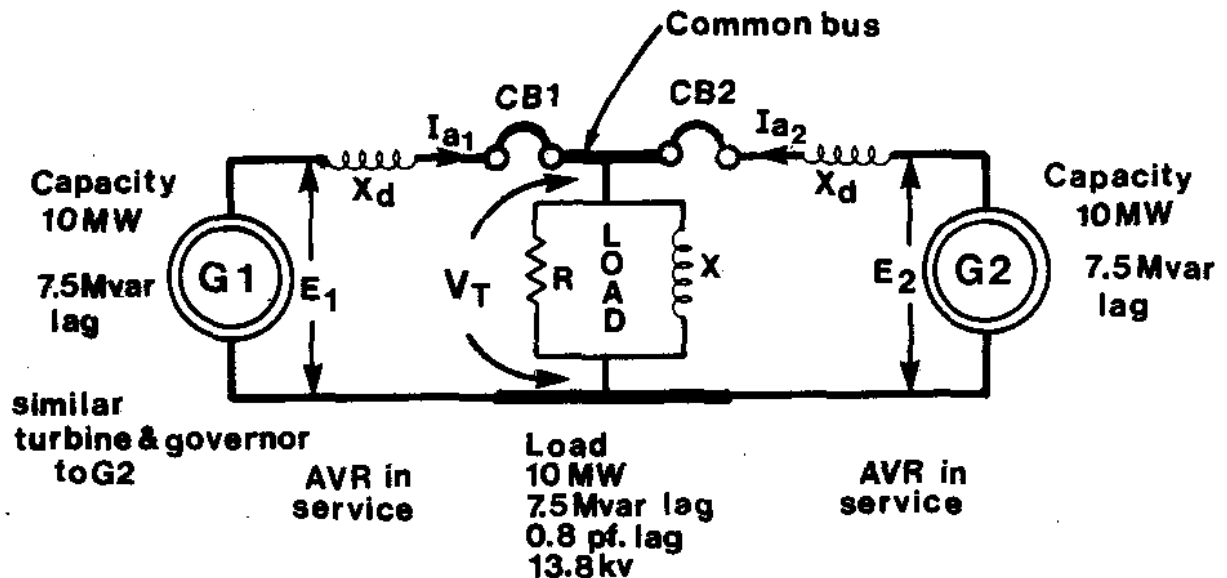 Common bus
CB1
CB2
Ia1
Ia2
Xd
Xd
Capacity
10MW
7.5Mvar
lag
G1
E1
VT
R
LOAD
X
E2
G2
Capacity
10MW
7.5Mvar
lag
similar
turbine & governor
to G2
AVR in
service
Load
10MW
7.5Mvar lag
0.8 pf. lag
13.8kv
AVR in
service